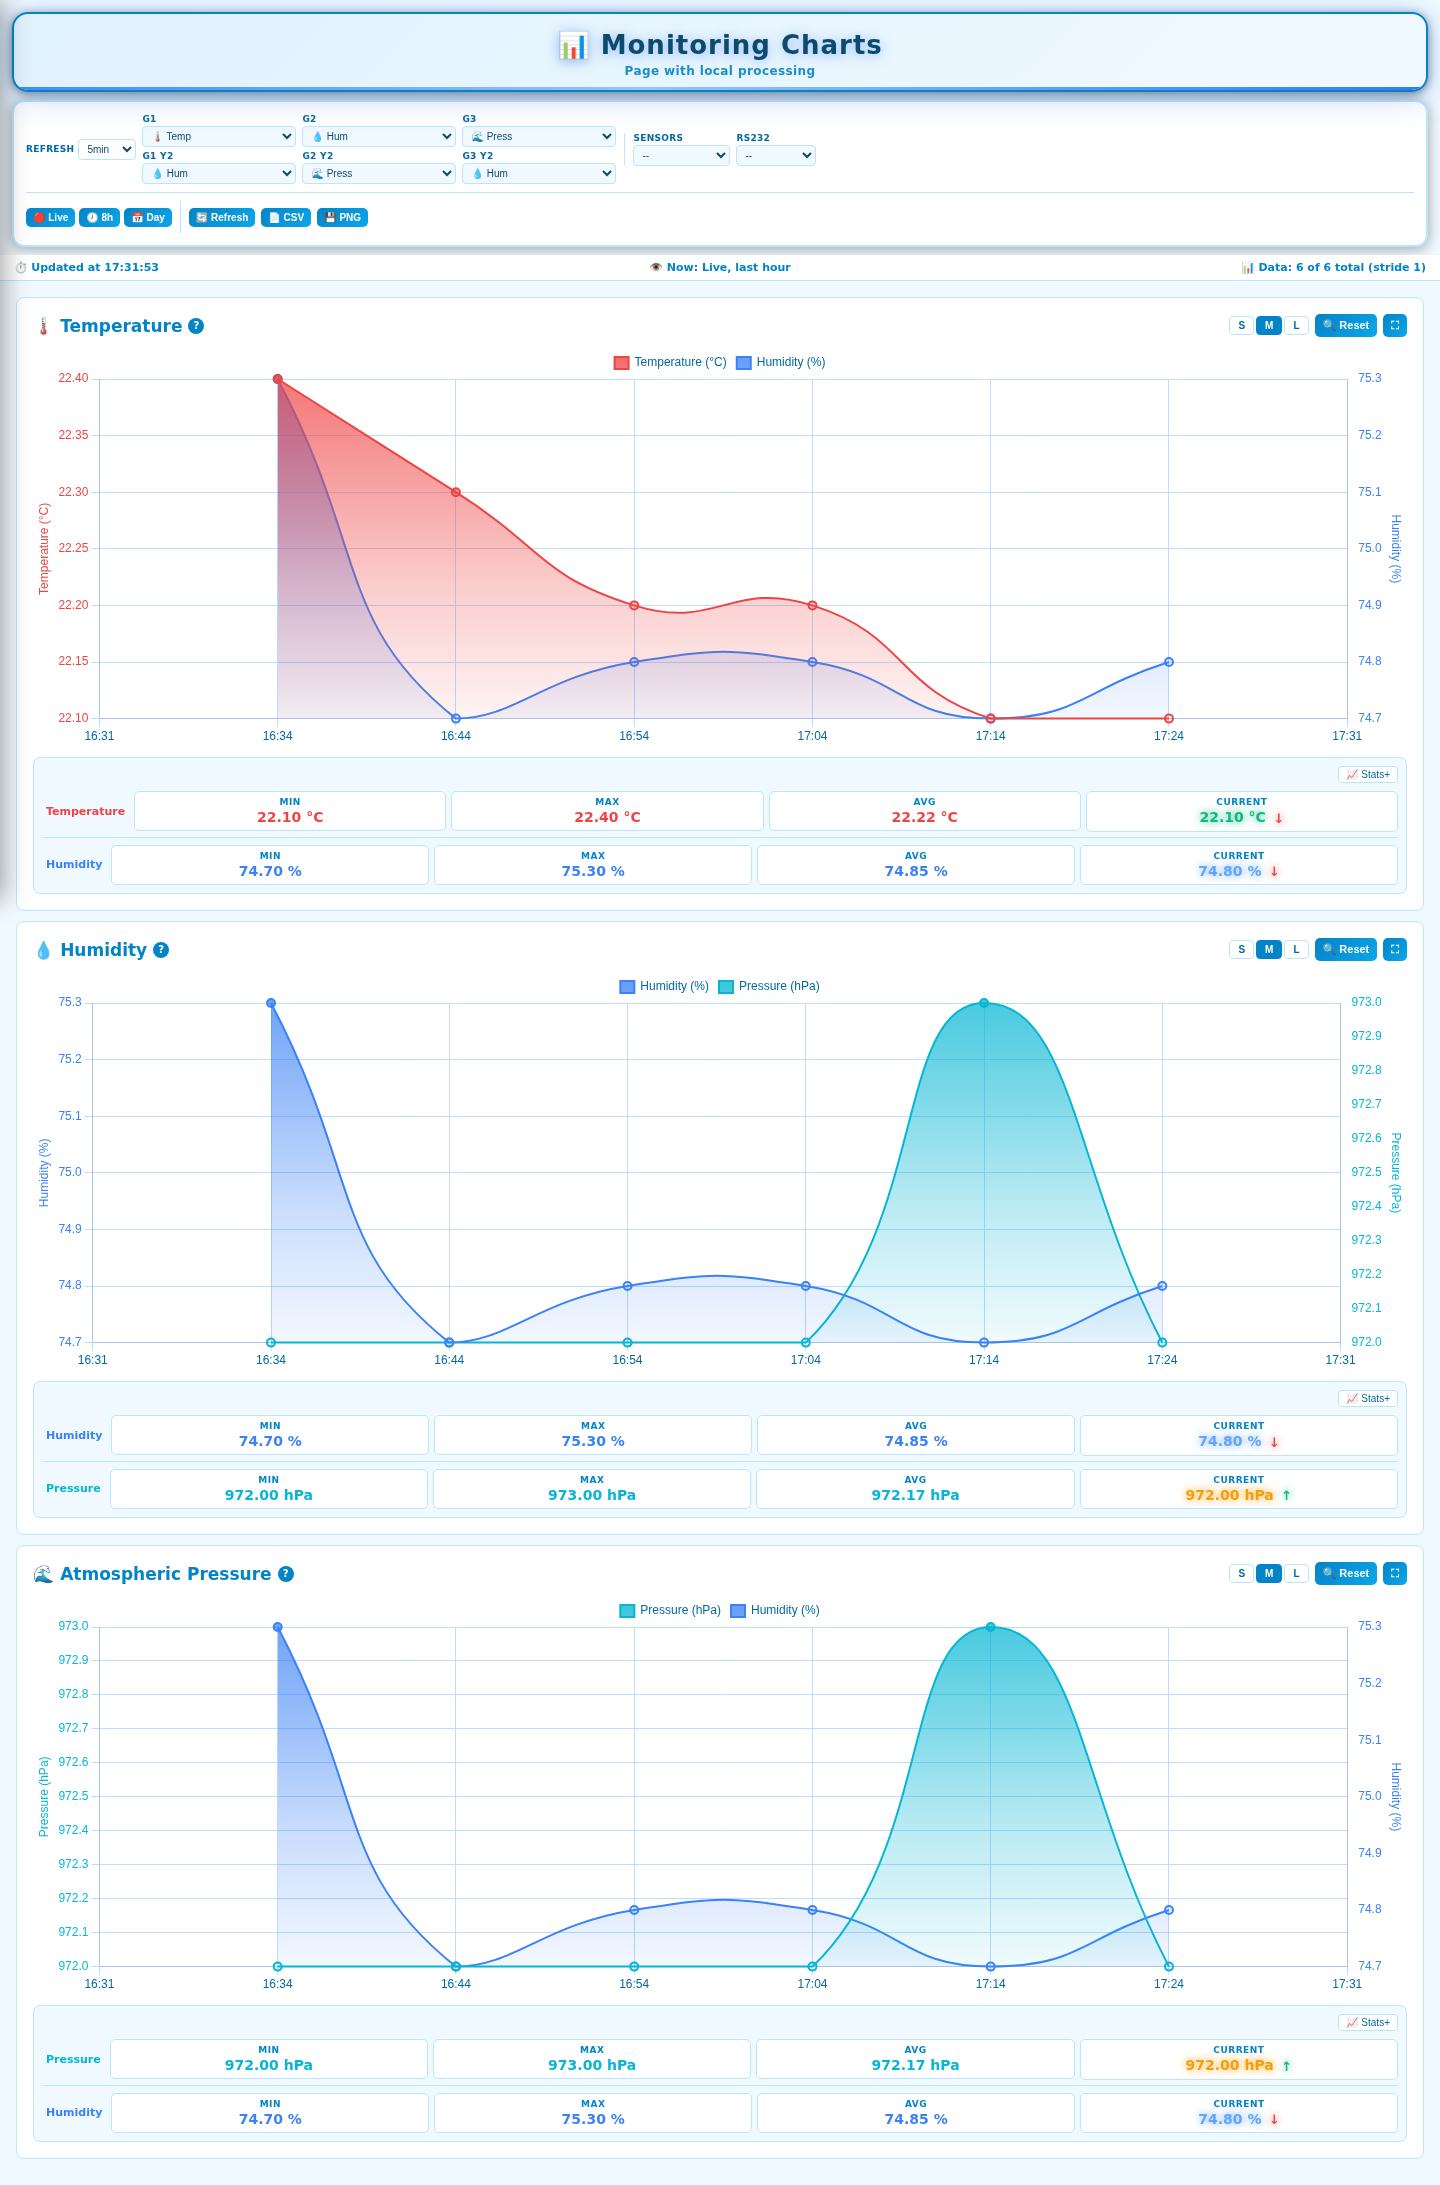 📊 Monitoring Charts
Page with local processing
REFRESH 5min
G1 G2 G3
🌡️ Temp 💧 Hum 🌊 Press
G1 Y2 G2 Y2 G3 Y2
💧 Hum 🌊 Press 💧 Hum
SENSORS RS232
-- --
🔴 Live 🕗 8h 📅 Day 🔄 Refresh 📄 CSV 💾 PNG
⏱️ Updated at 17:31:53 👁️ Now: Live, last hour 📊 Data: 6 of 6 total (stride 1)
🌡️ Temperature ? S M L 🔍 Reset ⛶
Temperature (°C) Humidity (%)
22.40 75.3
22.35 75.2
22.30 75.1
22.25 75.0
22.20 74.9
22.15 74.8
22.10 74.7
Temperature (°C)
Humidity (%)
16:31 16:34 16:44 16:54 17:04 17:14 17:24 17:31
📈 Stats+
Temperature MIN MAX AVG CURRENT
22.10 °C 22.40 °C 22.22 °C 22.10 °C ↓
Humidity MIN MAX AVG CURRENT
74.70 % 75.30 % 74.85 % 74.80 % ↓
💧 Humidity ? S M L 🔍 Reset ⛶
Humidity (%) Pressure (hPa)
75.3 973.0
972.9
75.2 972.8
972.7
75.1 972.6
75.0 972.5
972.4
74.9 972.3
74.8 972.2
972.1
74.7 972.0
Humidity (%)
Pressure (hPa)
16:31 16:34 16:44 16:54 17:04 17:14 17:24 17:31
📈 Stats+
Humidity MIN MAX AVG CURRENT
74.70 % 75.30 % 74.85 % 74.80 % ↓
Pressure MIN MAX AVG CURRENT
972.00 hPa 973.00 hPa 972.17 hPa 972.00 hPa ↑
🌊 Atmospheric Pressure ? S M L 🔍 Reset ⛶
Pressure (hPa) Humidity (%)
973.0 75.3
972.9
972.8 75.2
972.7
972.6 75.1
972.5 75.0
972.4
972.3 74.9
972.2 74.8
972.1
972.0 74.7
Pressure (hPa)
Humidity (%)
16:31 16:34 16:44 16:54 17:04 17:14 17:24 17:31
📈 Stats+
Pressure MIN MAX AVG CURRENT
972.00 hPa 973.00 hPa 972.17 hPa 972.00 hPa ↑
Humidity MIN MAX AVG CURRENT
74.70 % 75.30 % 74.85 % 74.80 % ↓